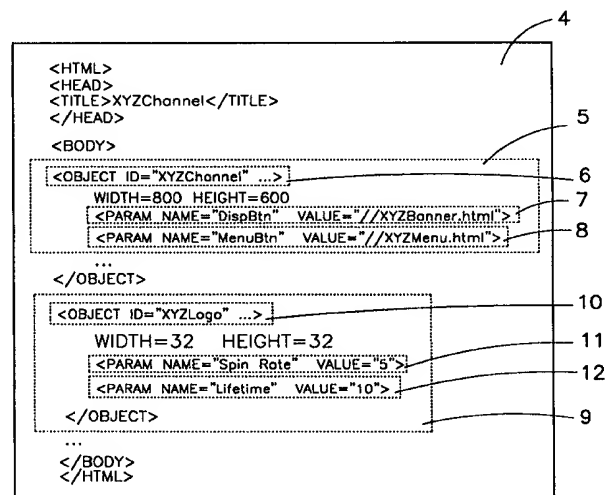 4
<HTML>
<HEAD>
<TITLE>XYZChannel</TITLE>
</HEAD>
<BODY>
5
<OBJECT ID="XYZChannel" ...>
6
WIDTH=800 HEIGHT=600
<PARAM NAME="DispBtn" VALUE="//XYZBanner.html">
7
<PARAM NAME="MenuBtn" VALUE="//XYZMenu.html">
8
...
</OBJECT>
<OBJECT ID="XYZLogo" ...>
10
WIDTH=32 HEIGHT=32
<PARAM NAME="Spin Rate" VALUE="5">
11
<PARAM NAME="Lifetime" VALUE="10">
12
</OBJECT>
9
...
</BODY>
</HTML>